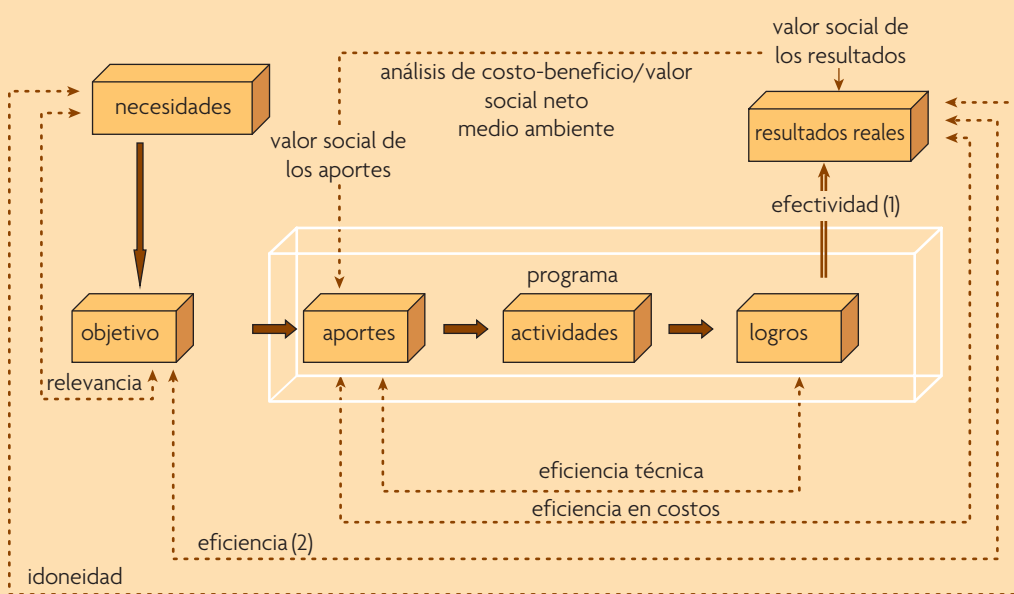 valor social de
los resultados
análisis de costo-beneficio/valor
social neto
medio ambiente
necesidades
resultados reales
valor social de
los aportes
efectividad (1)
programa
objetivo
aportes
actividades
logros
relevancia
eficiencia técnica
eficiencia en costos
eficiencia (2)
idoneidad